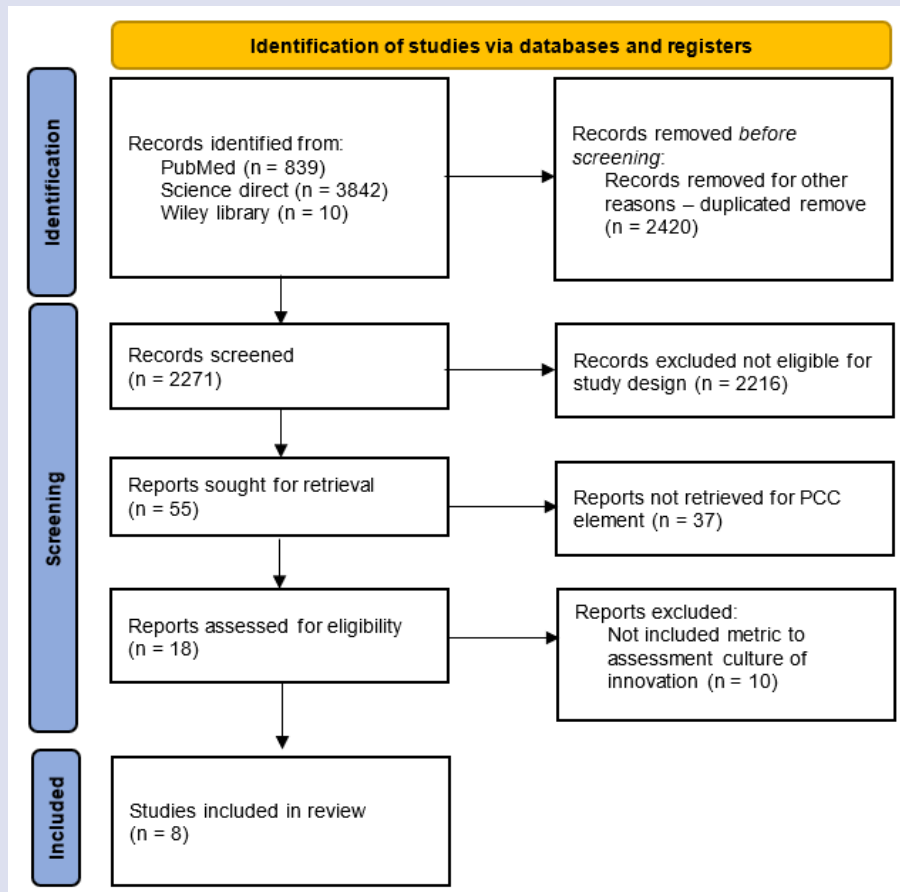 Identification of studies via databases and registers
Identification
Records identified from:
PubMed (n = 839)
Science direct (n = 3842)
Wiley library (n = 10)
Records removed before
screening:
Records removed for other
reasons – duplicated remove
(n = 2420)
Screening
Records screened
(n = 2271)
Records excluded not eligible for
study design (n = 2216)
Reports sought for retrieval
(n = 55)
Reports not retrieved for PCC
element (n = 37)
Reports assessed for eligibility
(n = 18)
Reports excluded:
Not included metric to
assessment culture of
innovation (n = 10)
Included
Studies included in review
(n = 8)